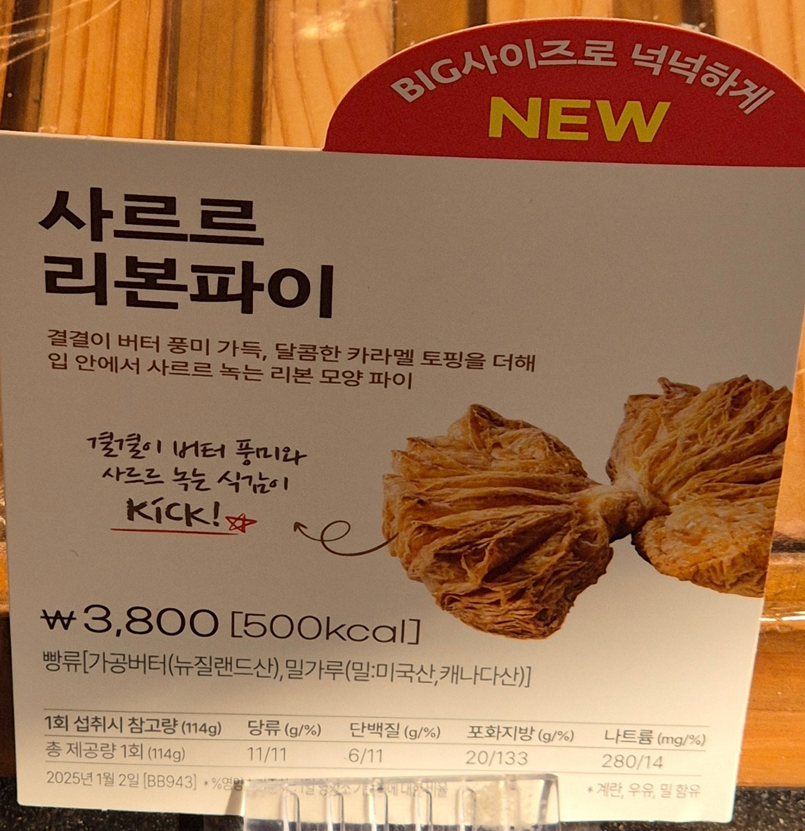 BIG사이즈로 넉넉하게
NEW
사르르
리본파이
결결이 버터 풍미 가득, 달콤한 카라멜 토핑을 더해
입 안에서 사르르 녹는 리본 모양 파이
결결이 버터 풍미와
사르르 녹는 식감이
KICK!
₩3,800 [500kcal]
빵류[가공버터(뉴질랜드산),밀가루(밀:미국산,캐나다산)]
1회 섭취시 참고량 (114g) 당류 (g/%) 단백질 (g/%) 포화지방 (g/%) 나트륨 (mg/%)
총 제공량 1회 (114g) 11/11 6/11 20/133 280/14
2025년 1월 2일 [BB943] *%영양 *계란, 우유, 밀 함유